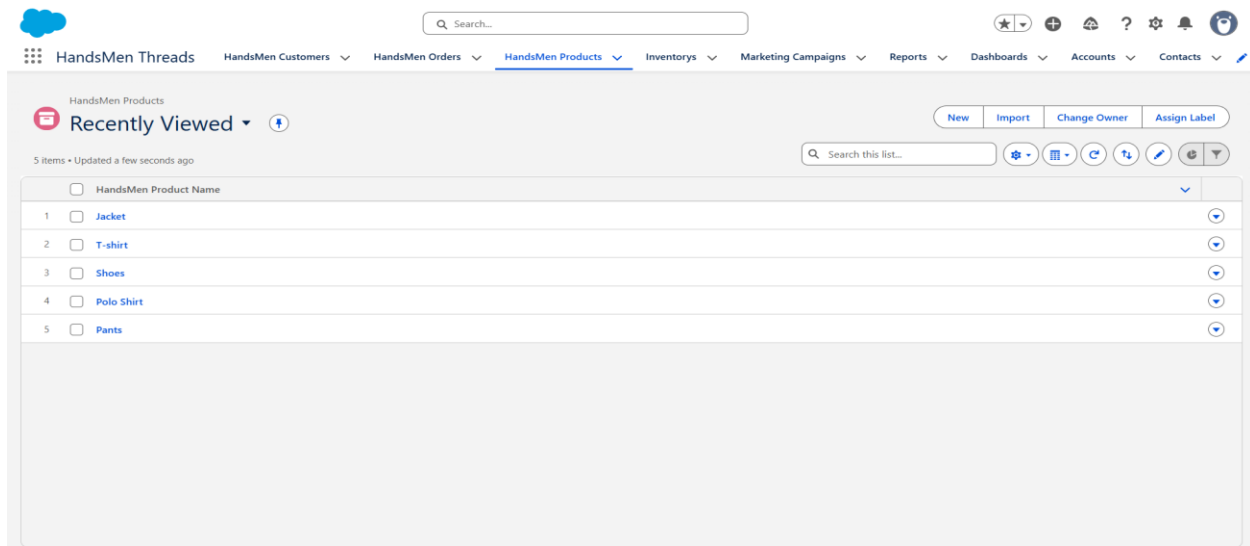 Search...
HandsMen Threads HandsMen Customers HandsMen Orders HandsMen Products Inventorys Marketing Campaigns Reports Dashboards Accounts Contacts
HandsMen Products
Recently Viewed
New Import Change Owner Assign Label
5 items • Updated a few seconds ago
Search this list...
HandsMen Product Name
1 Jacket
2 T-shirt
3 Shoes
4 Polo Shirt
5 Pants